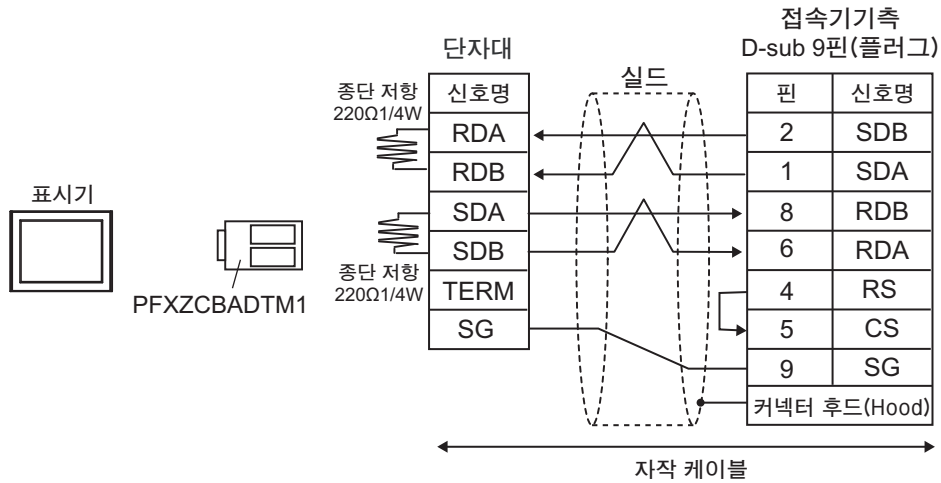 접속기기측
단자대 D-sub 9핀(플러그)
종단 저항
220Ω1/4W
실드
신호명 핀 신호명
RDA 2 SDB
RDB 1 SDA
표시기
SDA 8 RDB
SDB 6 RDA
종단 저항
220Ω1/4W
PFXZCBADTM1
TERM 4 RS
SG 5 CS
9 SG
커넥터 후드(Hood)
자작 케이블